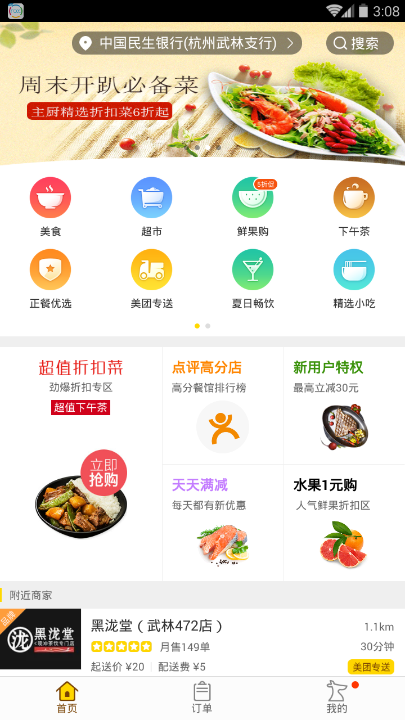 3:08
中国民生银行(杭州武林支行)
搜索
周末开趴必备菜
主厨精选折扣菜6折起
5折促
美食
超市
鲜果购
下午茶
正餐优选
美团专送
夏日畅饮
精选小吃
超值折扣菜
劲爆折扣专区
超值下午茶
立即
抢购
点评高分店
高分餐馆排行榜
新用户特权
最高立减30元
天天满减
每天都有新优惠
水果1元购
人气鲜果折扣区
附近商家
品牌
泷
黑泷堂
黑泷堂（武林472店）
1.1km
月售149单
30分钟
起送价 ¥20
配送费 ¥5
美团专送
首页
订单
我的